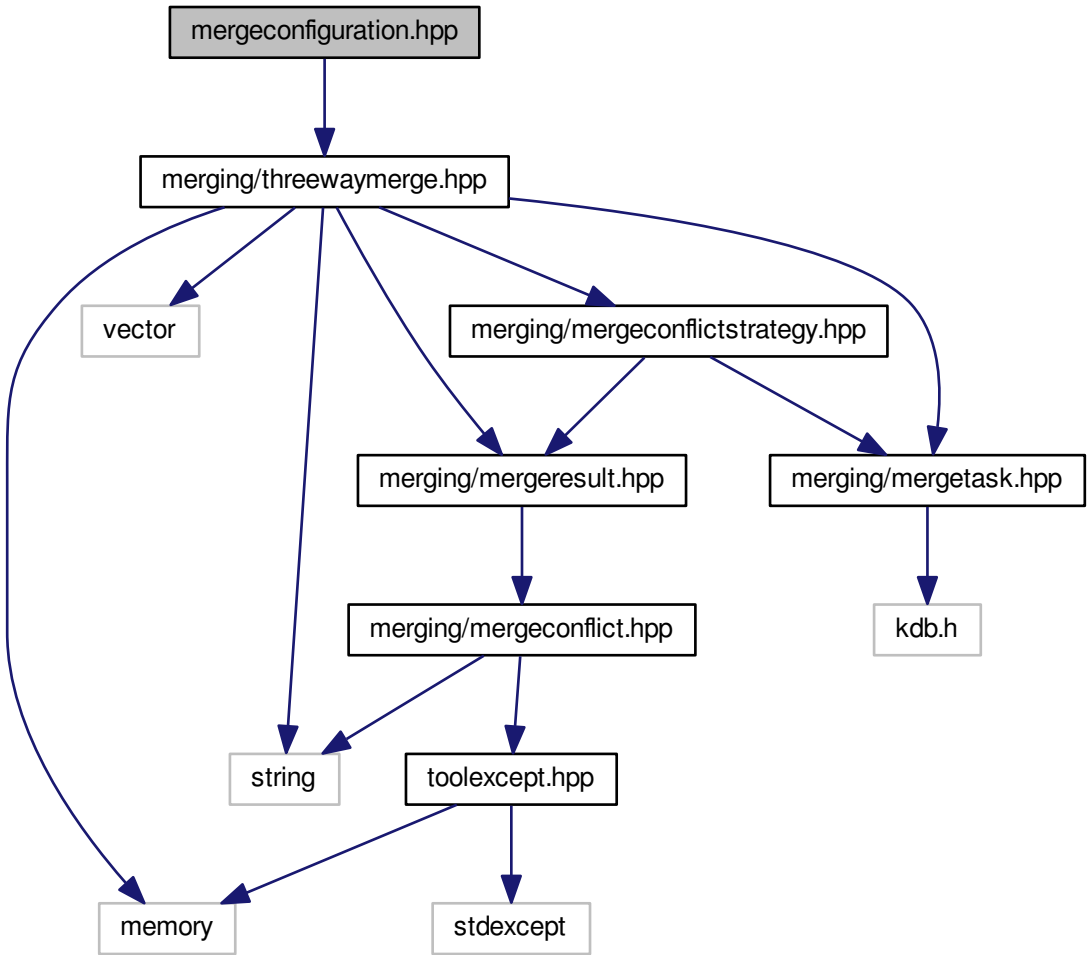 mergeconfiguration.hpp
merging/threewaymerge.hpp
vector
merging/mergeconflictstrategy.hpp
merging/mergeresult.hpp
merging/mergetask.hpp
merging/mergeconflict.hpp
kdb.h
string
toolexcept.hpp
memory
stdexcept